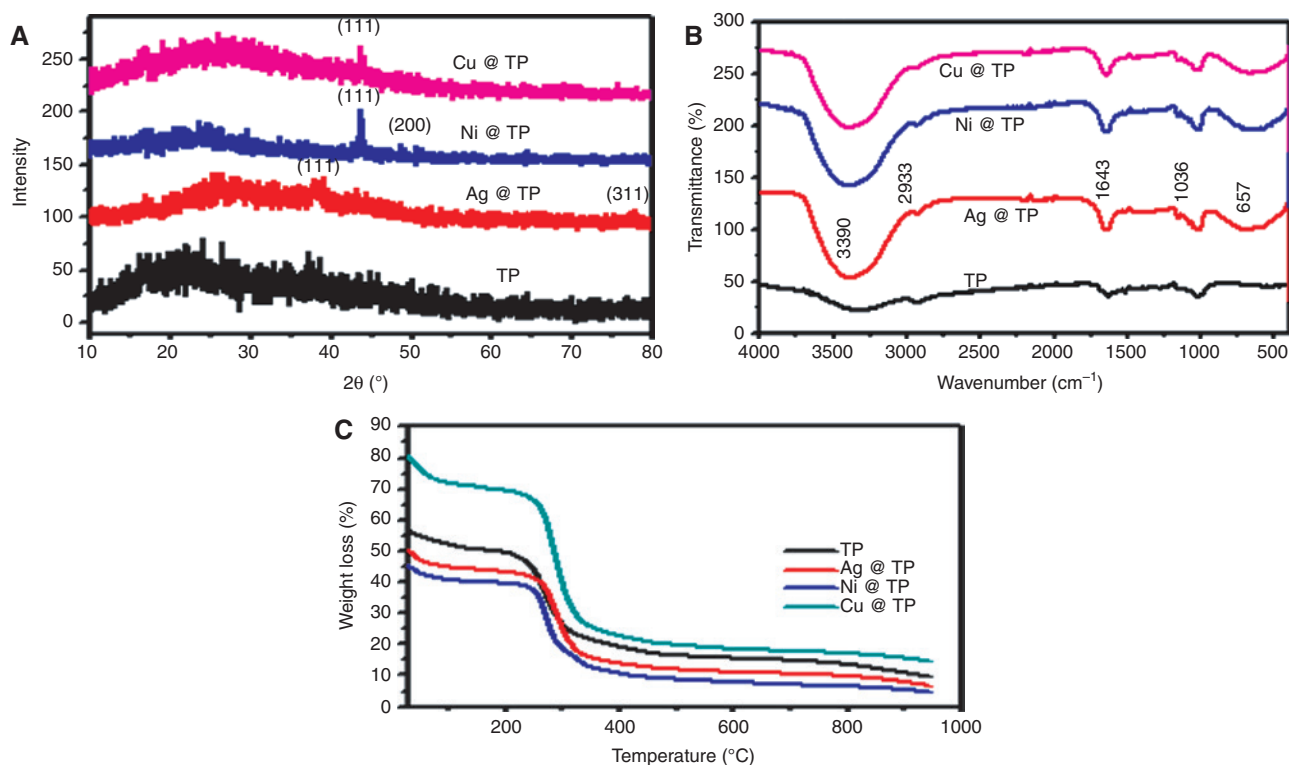 A
Intensity
250
200
150
100
50
0
(111)
Cu @ TP
(111)
(200)
Ni @ TP
(111)
(311)
Ag @ TP
TP
10 20 30 40 50 60 70 80
2θ (°)
B
Transmittance (%)
300
250
200
150
100
50
0
Cu @ TP
Ni @ TP
3390
2933
1643
1036
657
Ag @ TP
TP
4000 3500 3000 2500 2000 1500 1000 500
Wavenumber (cm⁻¹)
C
Weight loss (%)
90
80
70
60
50
40
30
20
10
0
TP
Ag @ TP
Ni @ TP
Cu @ TP
200 400 600 800 1000
Temperature (°C)